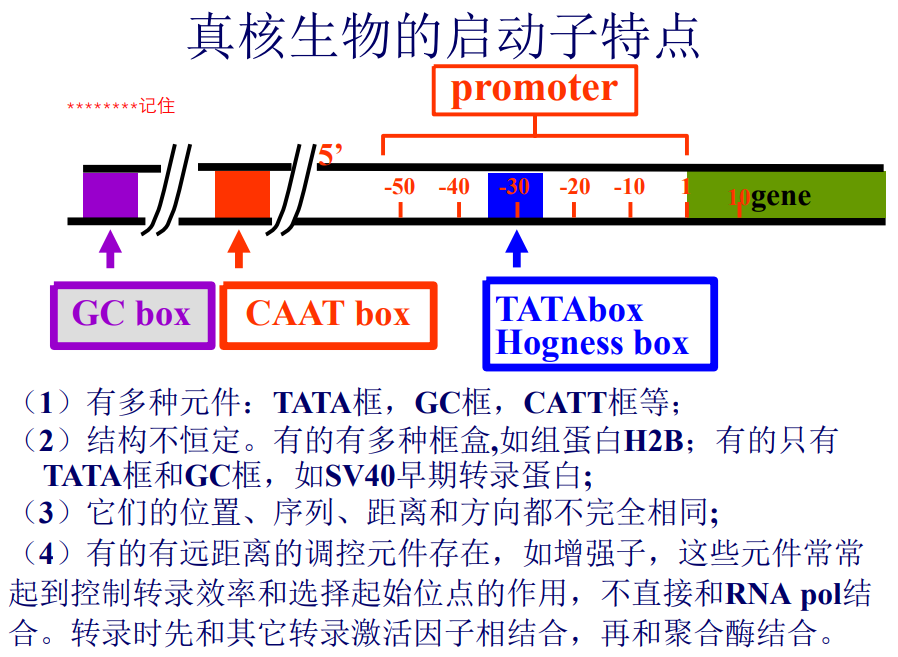 真核生物的启动子特点
promoter
********记住
5’
-50 -40 -30 -20 -10 1 10 gene
GC box
CAAT box
TATAbox
Hogness box
（1）有多种元件：TATA框，GC框，CATT框等；
（2）结构不恒定。有的有多种框盒,如组蛋白H2B；有的只有
TATA框和GC框，如SV40早期转录蛋白;
（3）它们的位置、序列、距离和方向都不完全相同;
（4）有的有远距离的调控元件存在，如增强子，这些元件常常
起到控制转录效率和选择起始位点的作用，不直接和RNA pol结
合。转录时先和其它转录激活因子相结合，再和聚合酶结合。